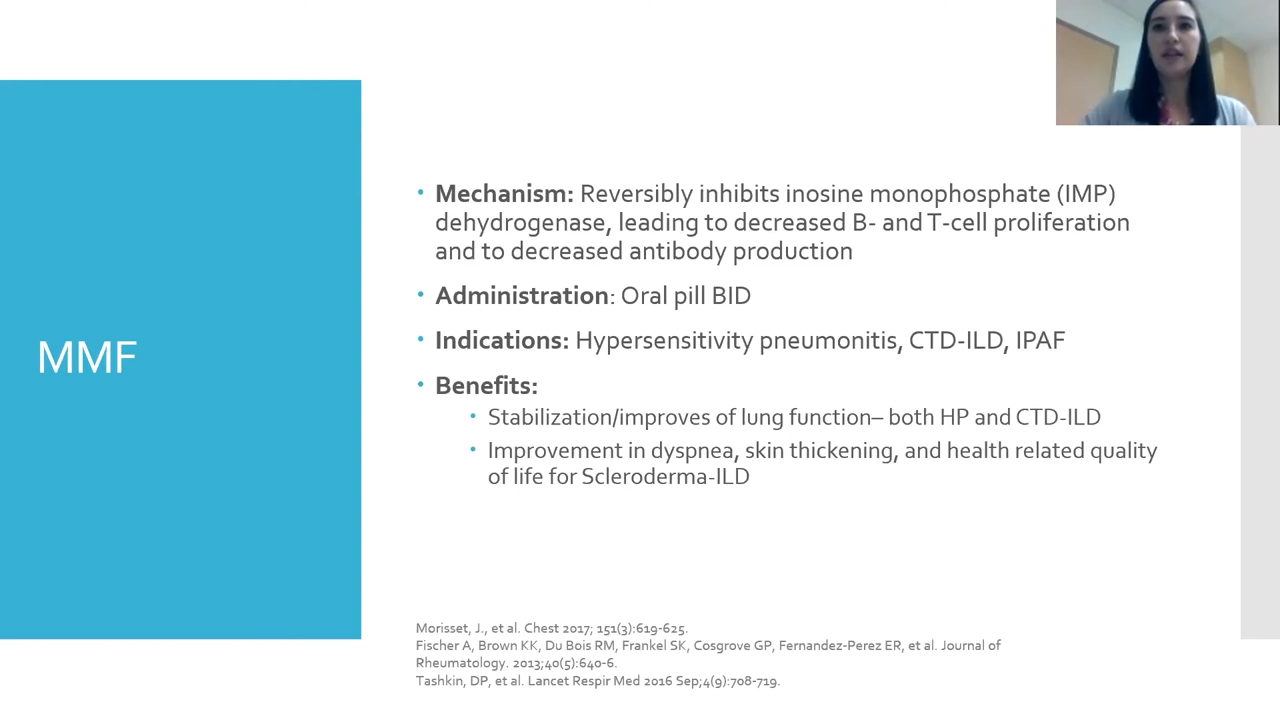 MMF
• Mechanism: Reversibly inhibits inosine monophosphate (IMP)
dehydrogenase, leading to decreased B- and T-cell proliferation
and to decreased antibody production
• Administration: Oral pill BID
• Indications: Hypersensitivity pneumonitis, CTD-ILD, IPAF
• Benefits:
• Stabilization/improves of lung function– both HP and CTD-ILD
• Improvement in dyspnea, skin thickening, and health related quality
of life for Scleroderma-ILD
Morisset, J., et al. Chest 2017; 151(3):619-625.
Fischer A, Brown KK, Du Bois RM, Frankel SK, Cosgrove GP, Fernandez-Perez ER, et al. Journal of
Rheumatology. 2013;40(5):640-6.
Tashkin, DP, et al. Lancet Respir Med 2016 Sep;4(9):708-719.